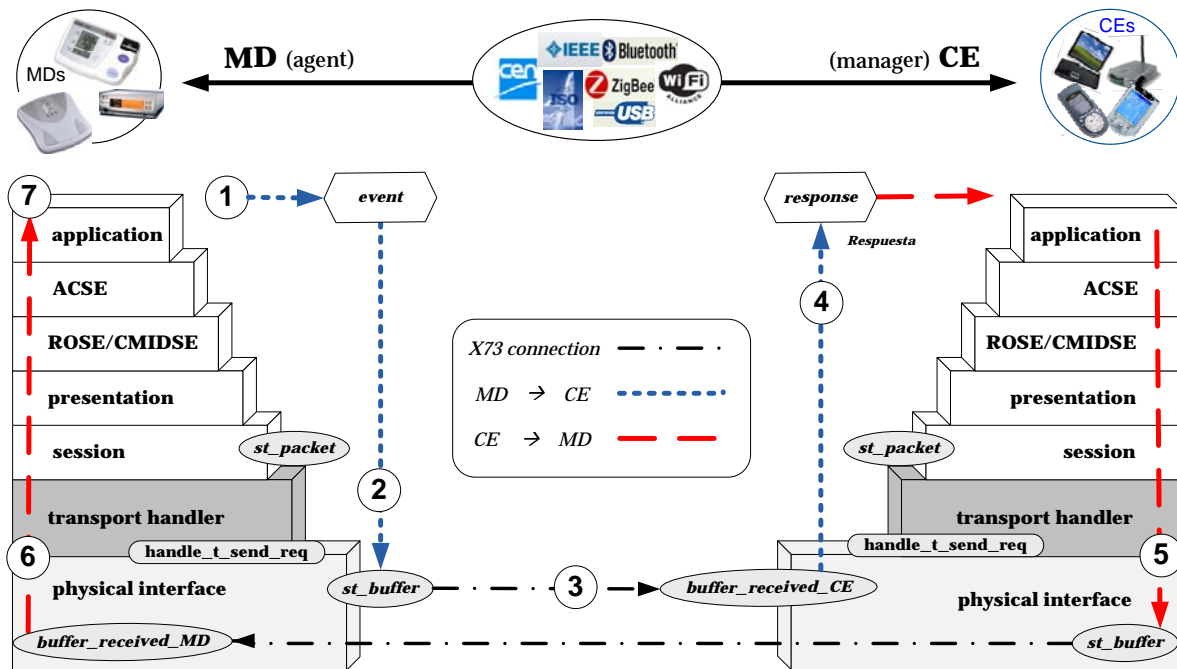 MDs
MD (agent)
IEEE Bluetooth
cen
ISO
ZigBee
WiFi
ALLIANCE
USB
(manager) CE
CEs
7
1
event
response
Respuesta
application
ACSE
ROSE/CMIDSE
presentation
session
st_packet
transport handler
handle_t_send_req
6
physical interface
buffer_received_MD
2
st_buffer
3
buffer_received_CE
4
X73 connection
MD → CE
CE → MD
application
ACSE
ROSE/CMIDSE
presentation
st_packet
session
transport handler
handle_t_send_req
5
physical interface
st_buffer